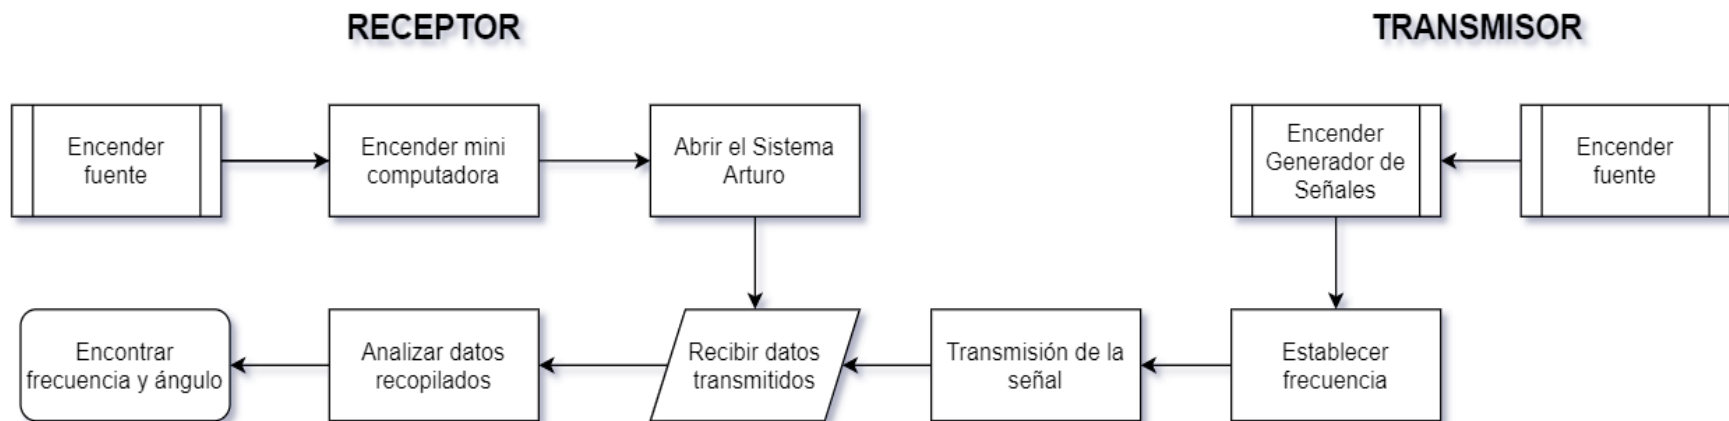 RECEPTOR
TRANSMISOR
Encender
fuente
Encender mini
computadora
Abrir el Sistema
Arturo
Encender
Generador de
Señales
Encender
fuente
Encontrar
frecuencia y ángulo
Analizar datos
recopilados
Recibir datos
transmitidos
Transmisión de la
señal
Establecer
frecuencia